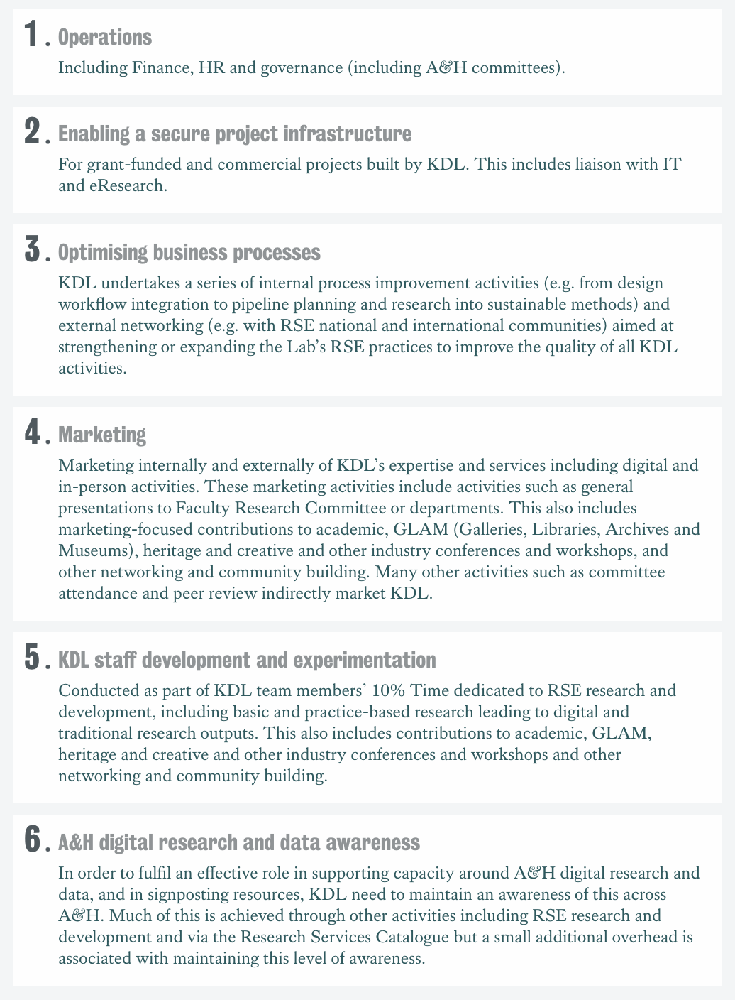 1. Operations
Including Finance, HR and governance (including A&H committees).
2. Enabling a secure project infrastructure
For grant-funded and commercial projects built by KDL. This includes liaison with IT
and eResearch.
3. Optimising business processes
KDL undertakes a series of internal process improvement activities (e.g. from design
workflow integration to pipeline planning and research into sustainable methods) and
external networking (e.g. with RSE national and international communities) aimed at
strengthening or expanding the Lab’s RSE practices to improve the quality of all KDL
activities.
4. Marketing
Marketing internally and externally of KDL’s expertise and services including digital and
in-person activities. These marketing activities include activities such as general
presentations to Faculty Research Committee or departments. This also includes
marketing-focused contributions to academic, GLAM (Galleries, Libraries, Archives and
Museums), heritage and creative and other industry conferences and workshops, and
other networking and community building. Many other activities such as committee
attendance and peer review indirectly market KDL.
5. KDL staff development and experimentation
Conducted as part of KDL team members’ 10% Time dedicated to RSE research and
development, including basic and practice-based research leading to digital and
traditional research outputs. This also includes contributions to academic, GLAM,
heritage and creative and other industry conferences and workshops and other
networking and community building.
6. A&H digital research and data awareness
In order to fulfil an effective role in supporting capacity around A&H digital research and
data, and in signposting resources, KDL need to maintain an awareness of this across
A&H. Much of this is achieved through other activities including RSE research and
development and via the Research Services Catalogue but a small additional overhead is
associated with maintaining this level of awareness.